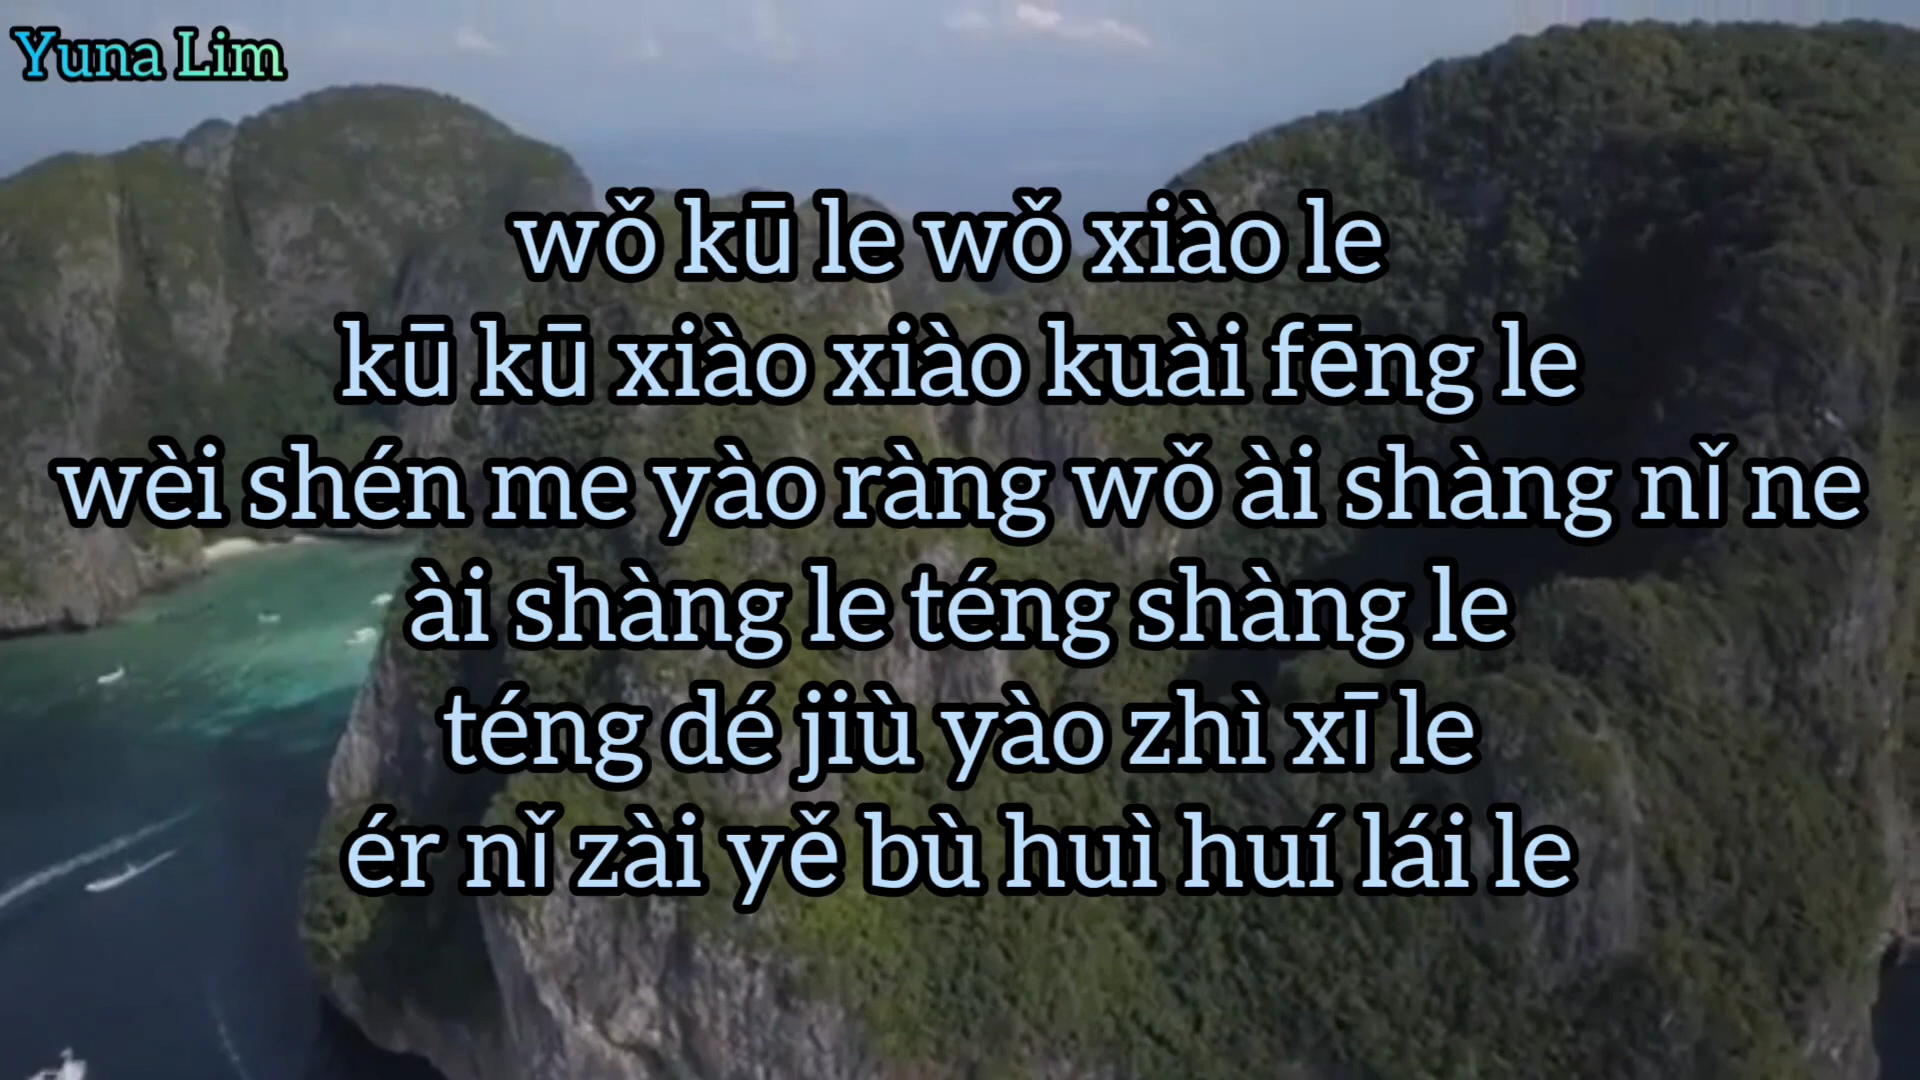 Yuna Lim
wǒ kū le wǒ xiào le
kū kū xiào xiào kuài fēng le
wèi shén me yào ràng wǒ ài shàng nǐ ne
ài shàng le téng shàng le
téng dé jiù yào zhì xī le
ér nǐ zài yě bù huì huí lái le